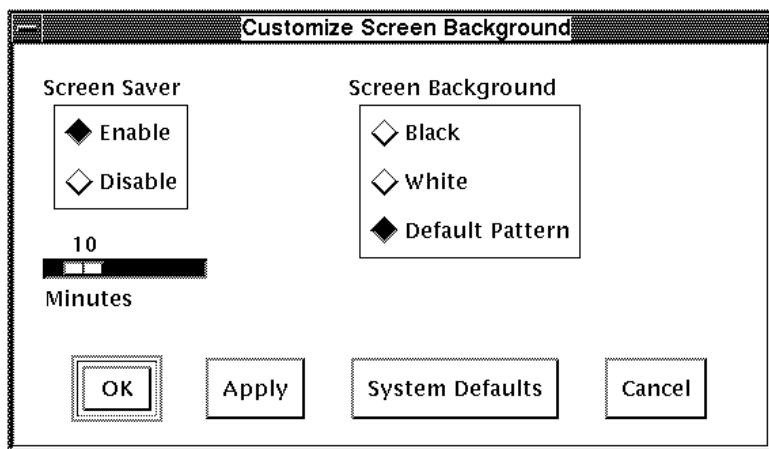 Customize Screen Background
Screen Saver
Enable
Disable
10
Minutes
Screen Background
Black
White
Default Pattern
OK
Apply
System Defaults
Cancel